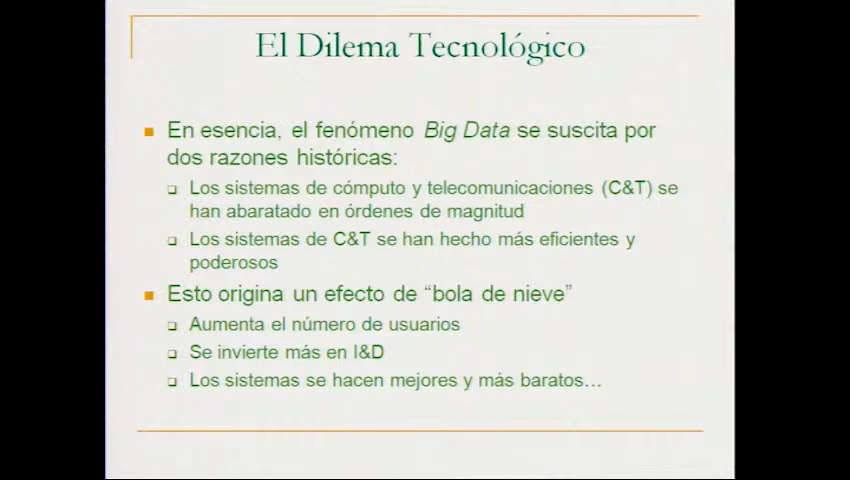 El Dilema Tecnológico
En esencia, el fenómeno Big Data se suscita por
dos razones históricas:
Los sistemas de cómputo y telecomunicaciones (C&T) se
han abaratado en órdenes de magnitud
Los sistemas de C&T se han hecho más eficientes y
poderosos
Esto origina un efecto de “bola de nieve”
Aumenta el número de usuarios
Se invierte más en I&D
Los sistemas se hacen mejores y más baratos…